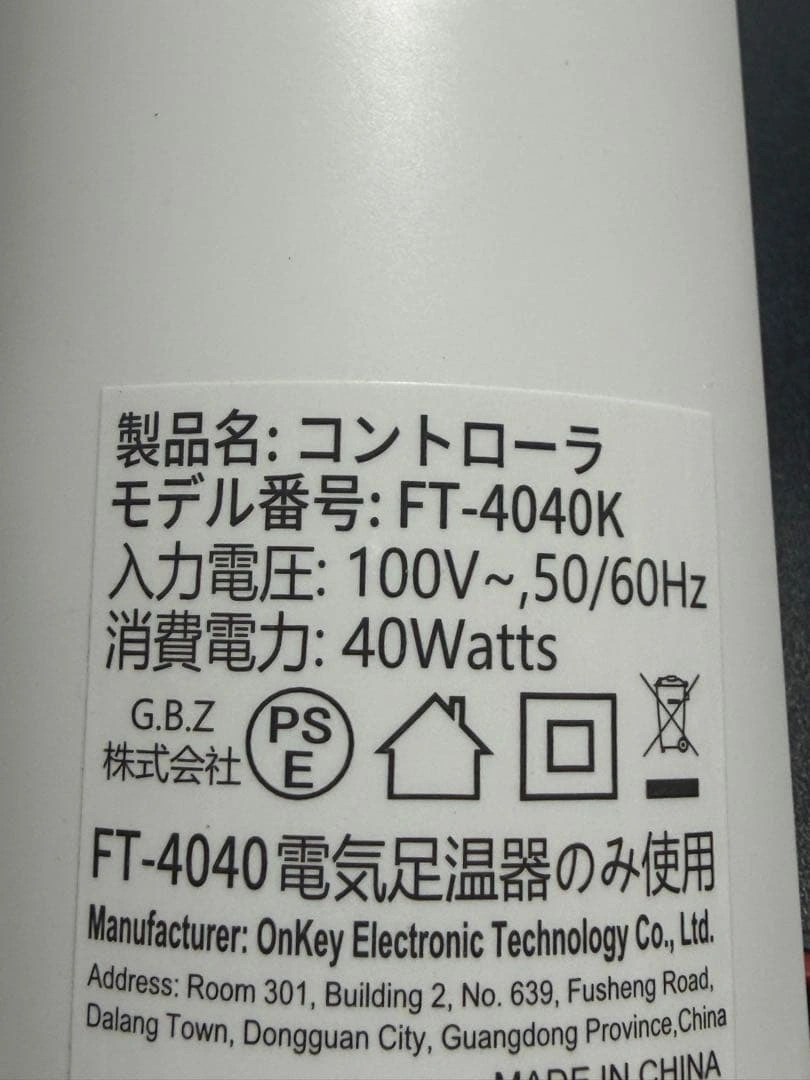 製品名: コントローラ
モデル番号: FT-4040K
入力電圧: 100V~,50/60Hz
消費電力: 40Watts
G.B.Z
株式会社
PS
E
FT-4040電気足温器のみ使用
Manufacturer: OnKey Electronic Technology Co., Ltd.
Address: Room 301, Building 2, No. 639, Fusheng Road,
Dalang Town, Dongguan City, Guangdong Province,China
MADE IN CHINA